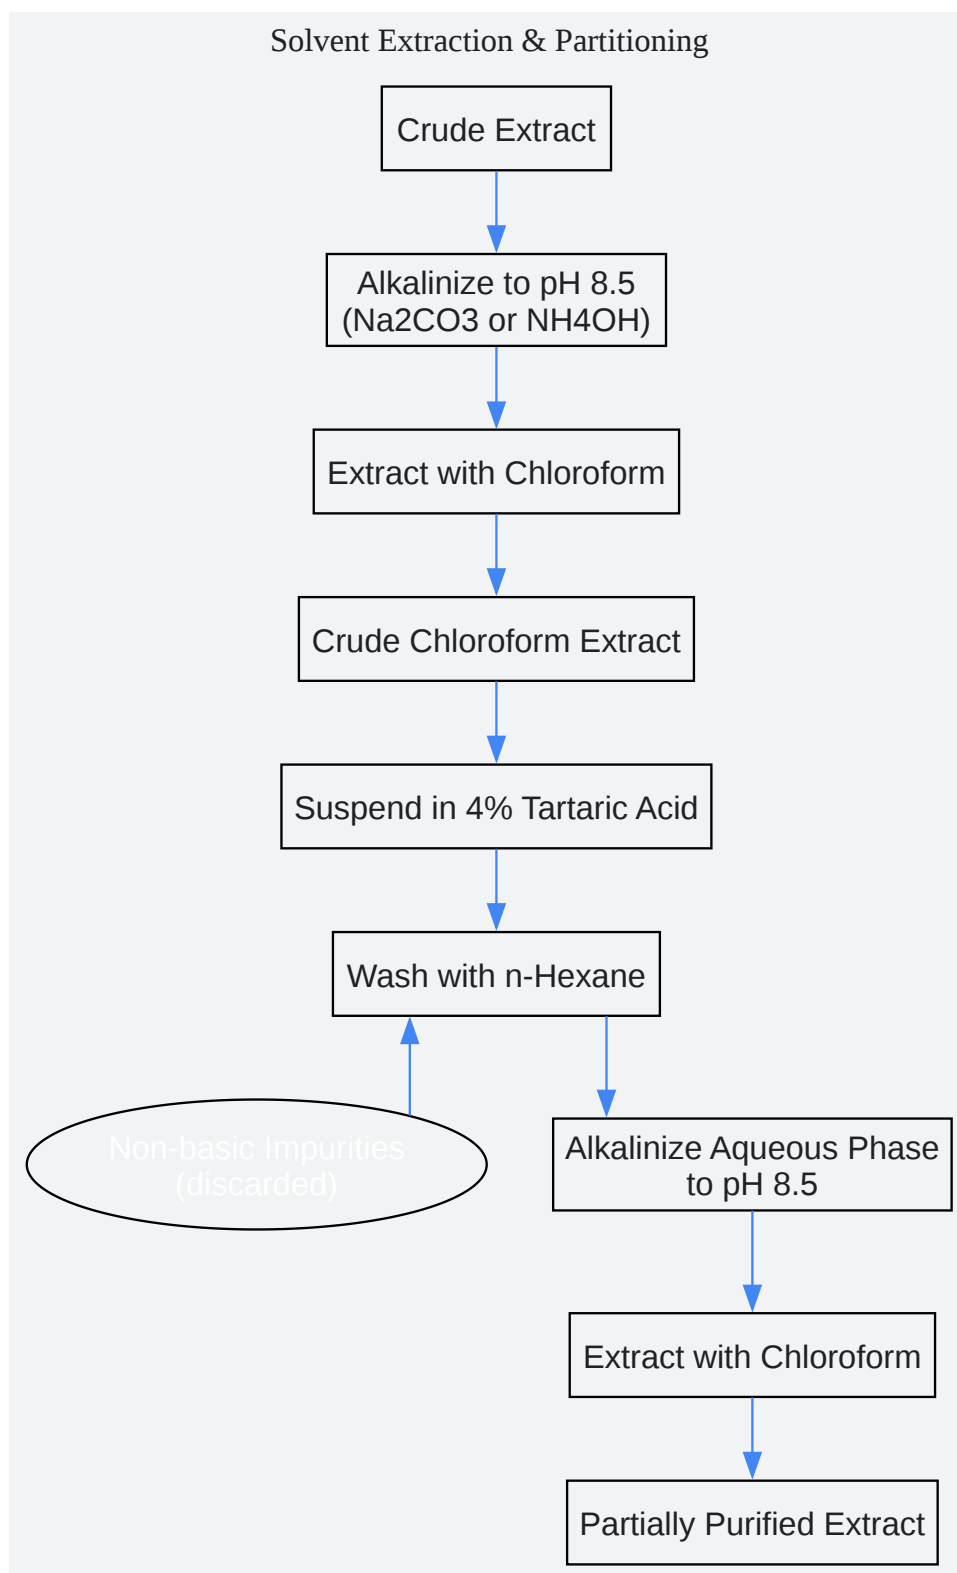 Solvent Extraction & Partitioning
Crude Extract
Alkalinize to pH 8.5
(Na2CO3 or NH4OH)
Extract with Chloroform
Crude Chloroform Extract
Suspend in 4% Tartaric Acid
Wash with n-Hexane
Non-basic Impurities
(discarded)
Alkalinize Aqueous Phase
to pH 8.5
Extract with Chloroform
Partially Purified Extract